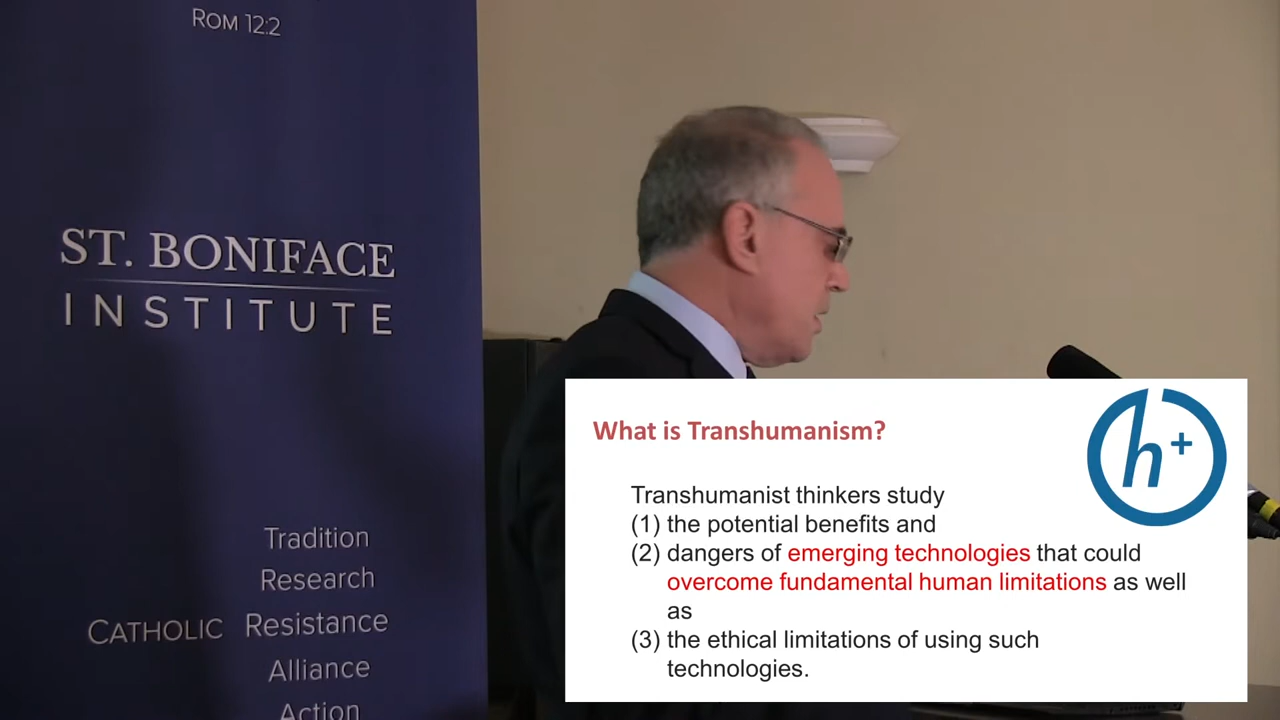 ROM 12:2
ST. BONIFACE
INSTITUTE
Tradition
Research
CATHOLIC Resistance
Alliance
Action
What is Transhumanism?
h+
Transhumanist thinkers study
(1) the potential benefits and
(2) dangers of emerging technologies that could
overcome fundamental human limitations as well
as
(3) the ethical limitations of using such
technologies.